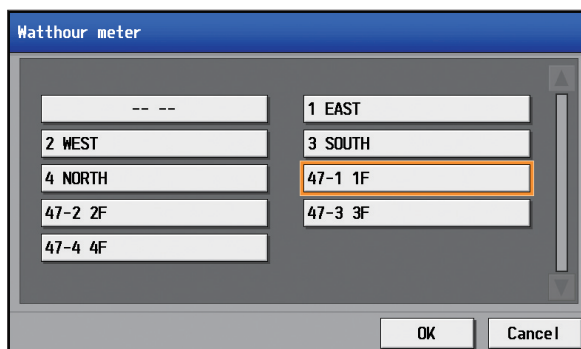 Watthour meter
-- --
1 EAST
2 WEST
3 SOUTH
4 NORTH
47-1 1F
47-2 2F
47-3 3F
47-4 4F
OK
Cancel